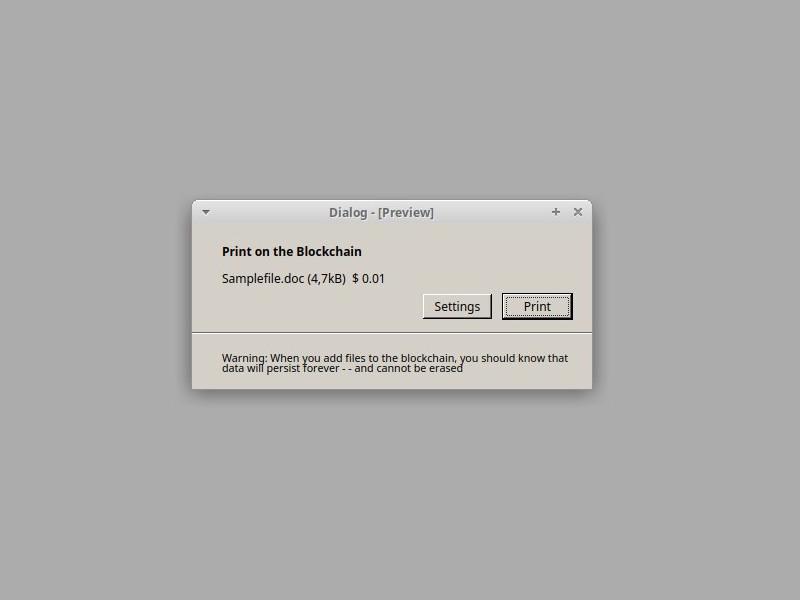 Dialog - [Preview]
Print on the Blockchain
Samplefile.doc (4,7kB)  $ 0.01
Settings
Print
Warning: When you add files to the blockchain, you should know that
data will persist forever - - and cannot be erased